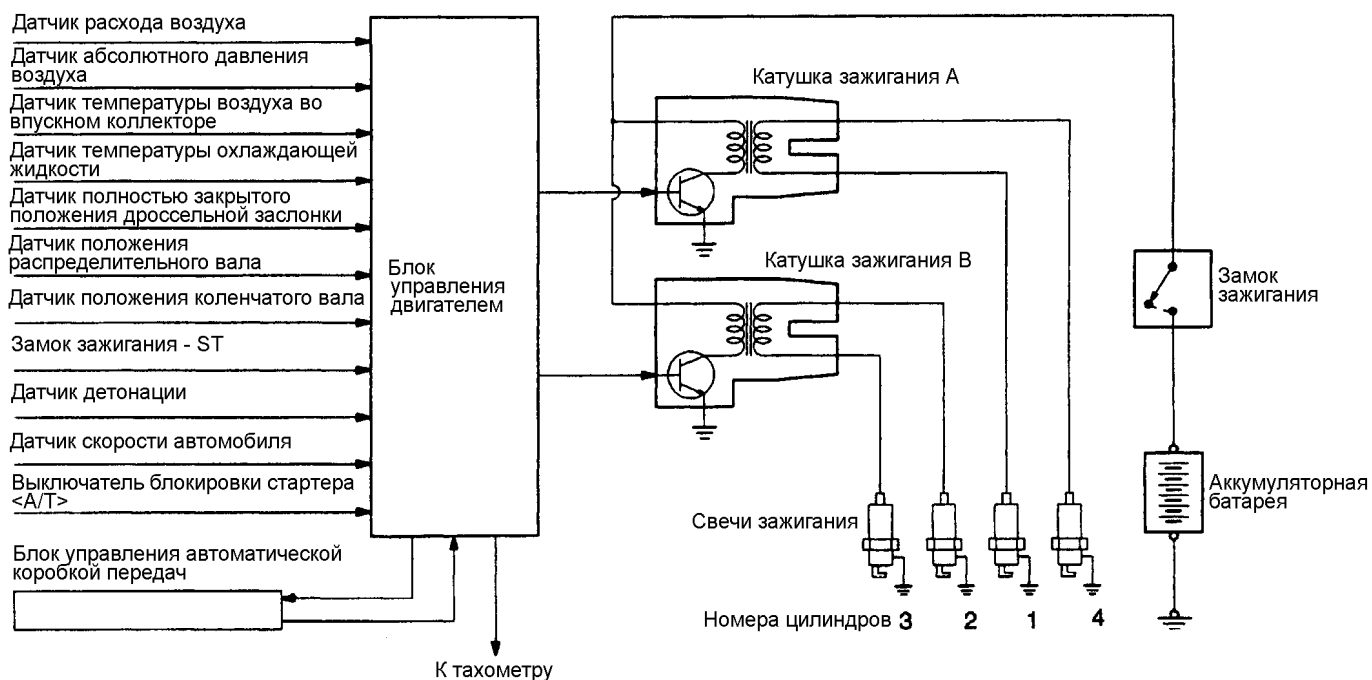 Датчик расхода воздуха
Датчик абсолютного давления
воздуха
Датчик температуры воздуха во
впускном коллекторе
Датчик температуры охлаждающей
жидкости
Датчик полностью закрытого
положения дроссельной заслонки
Датчик положения
распределительного вала
Датчик положения коленчатого вала
Замок зажигания - ST
Датчик детонации
Датчик скорости автомобиля
Выключатель блокировки стартера
<A/T>
Блок управления автоматической
коробкой передач
Блок
управления
двигателем
К тахометру
Катушка зажигания А
Катушка зажигания В
Замок
зажигания
Аккумуляторная
батарея
Свечи зажигания
Номера цилиндров 3 2 1 4